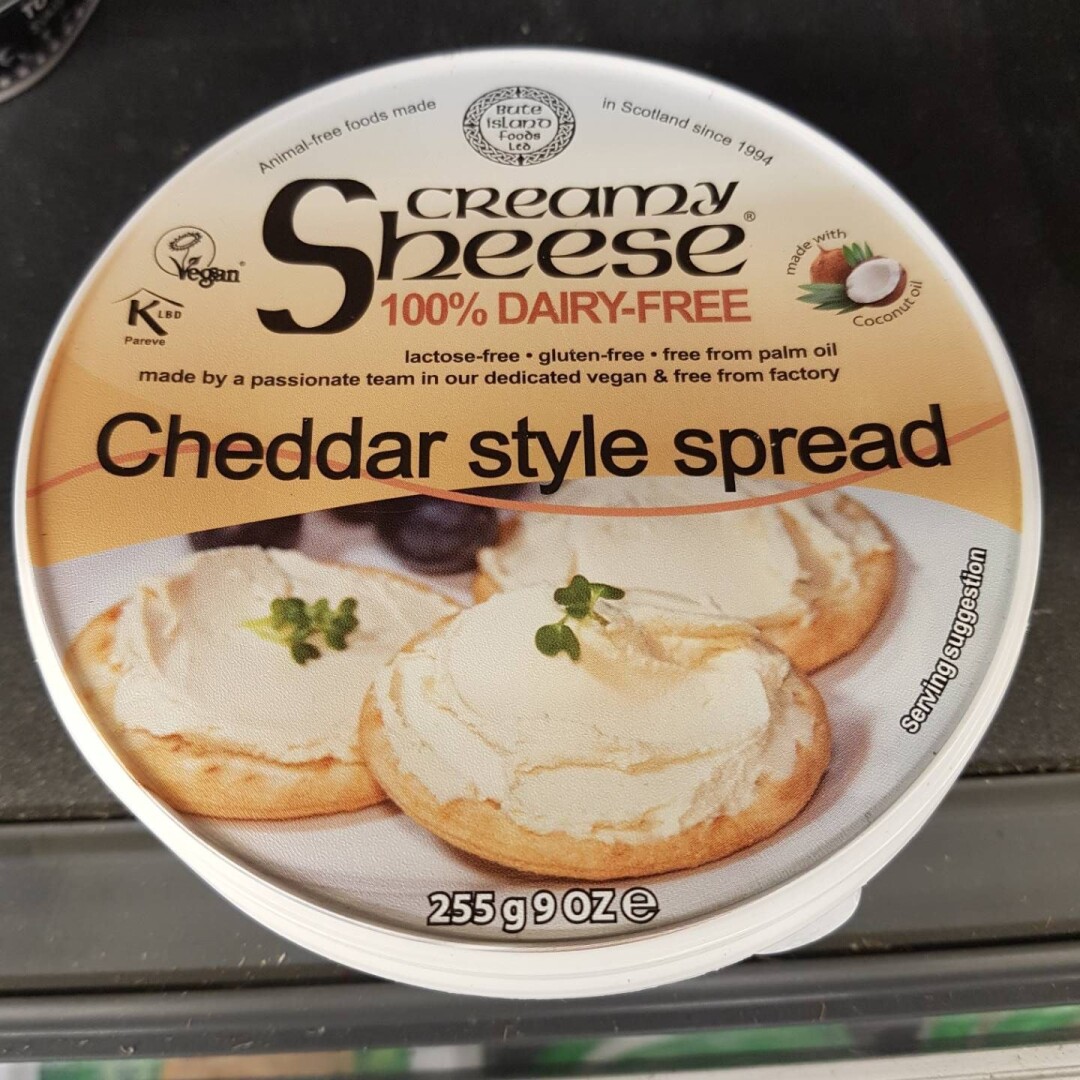 Animal-free foods made
Bute
Island
Foods
Ltd
in Scotland since 1994
CREAMY
Sheese®
100% DAIRY-FREE
Vegan®
K LBD
Pareve
made with
Coconut oil
lactose-free • gluten-free • free from palm oil
made by a passionate team in our dedicated vegan & free from factory
Cheddar style spread
Serving suggestion
255 g 9 OZ e